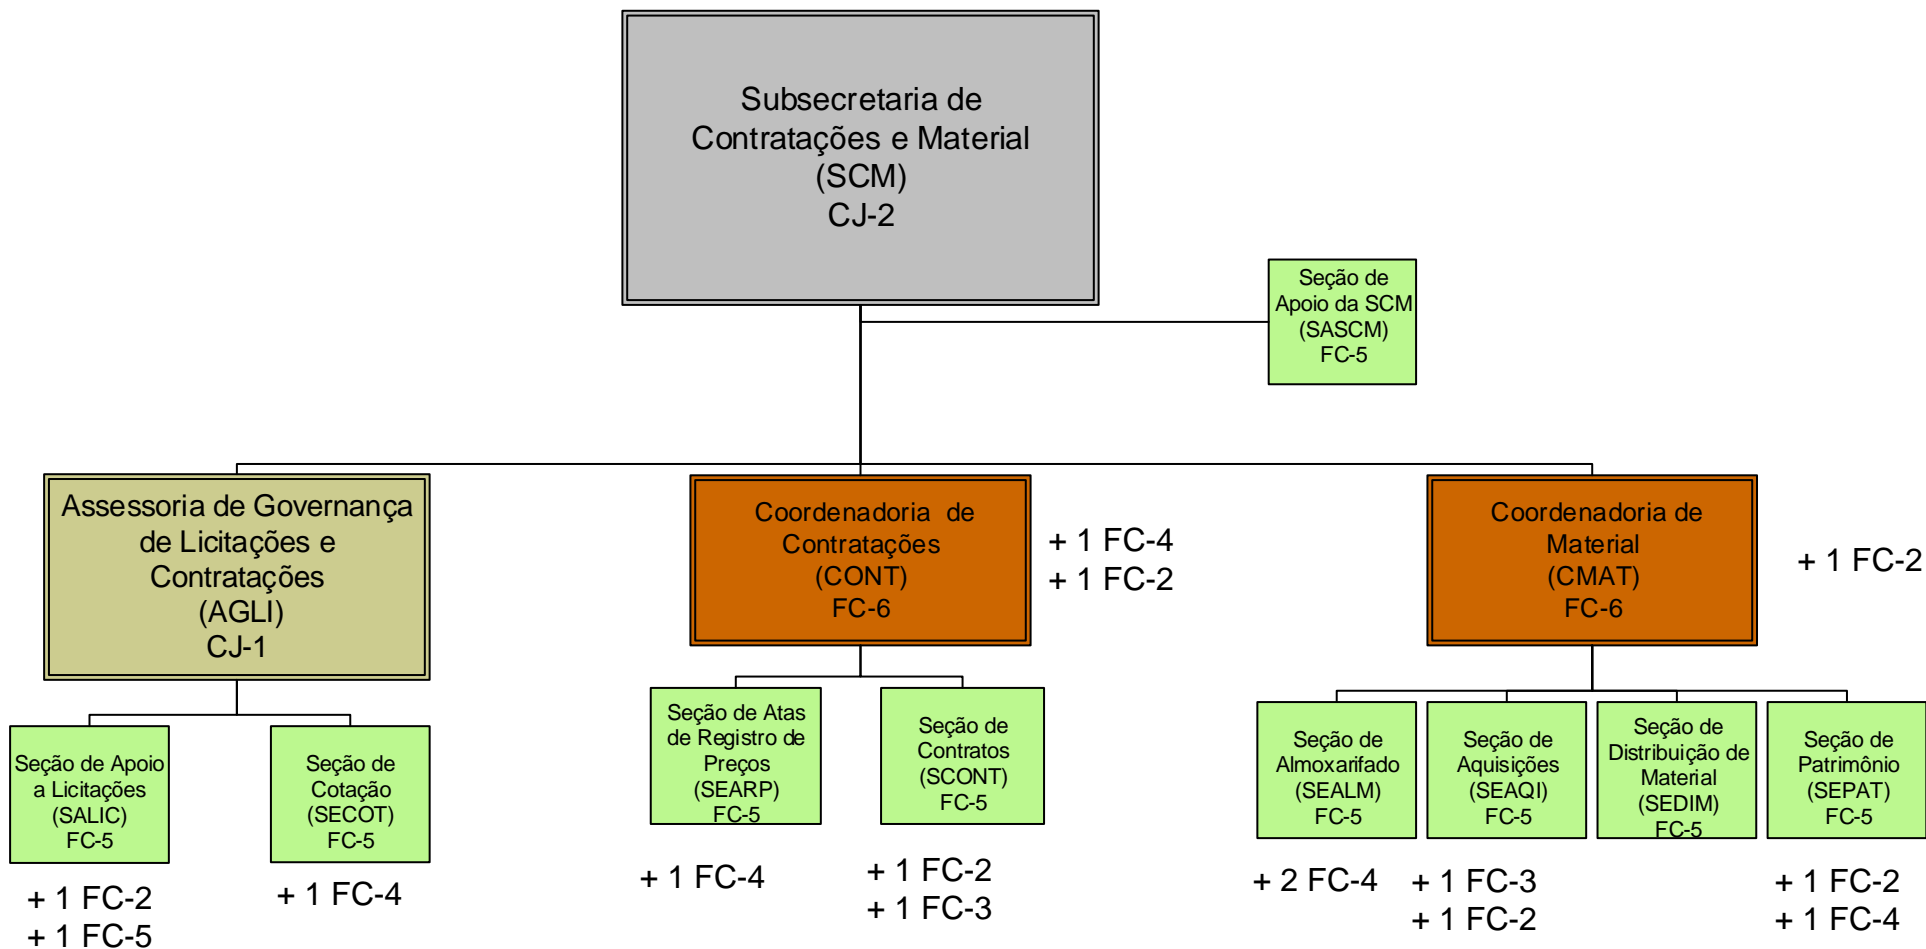 Subsecretaria de
Contratações e Material
(SCM)
CJ-2
Seção de
Apoio da SCM
(SASCM)
FC-5
Assessoria de Governança
de Licitações e
Contratações
(AGLI)
CJ-1
Coordenadoria de
Contratações
(CONT)
FC-6
+ 1 FC-4
+ 1 FC-2
Coordenadoria de
Material
(CMAT)
FC-6
+ 1 FC-2
Seção de Apoio
a Licitações
(SALIC)
FC-5
+ 1 FC-2
+ 1 FC-5
Seção de
Cotação
(SECOT)
FC-5
+ 1 FC-4
Seção de Atas
de Registro de
Preços
(SEARP)
FC-5
+ 1 FC-4
Seção de
Contratos
(SCONT)
FC-5
+ 1 FC-2
+ 1 FC-3
Seção de
Almoxarifado
(SEALM)
FC-5
+ 2 FC-4
Seção de
Aquisições
(SEAQI)
FC-5
+ 1 FC-3
+ 1 FC-2
Seção de
Distribuição de
Material
(SEDIM)
FC-5
Seção de
Patrimônio
(SEPAT)
FC-5
+ 1 FC-2
+ 1 FC-4